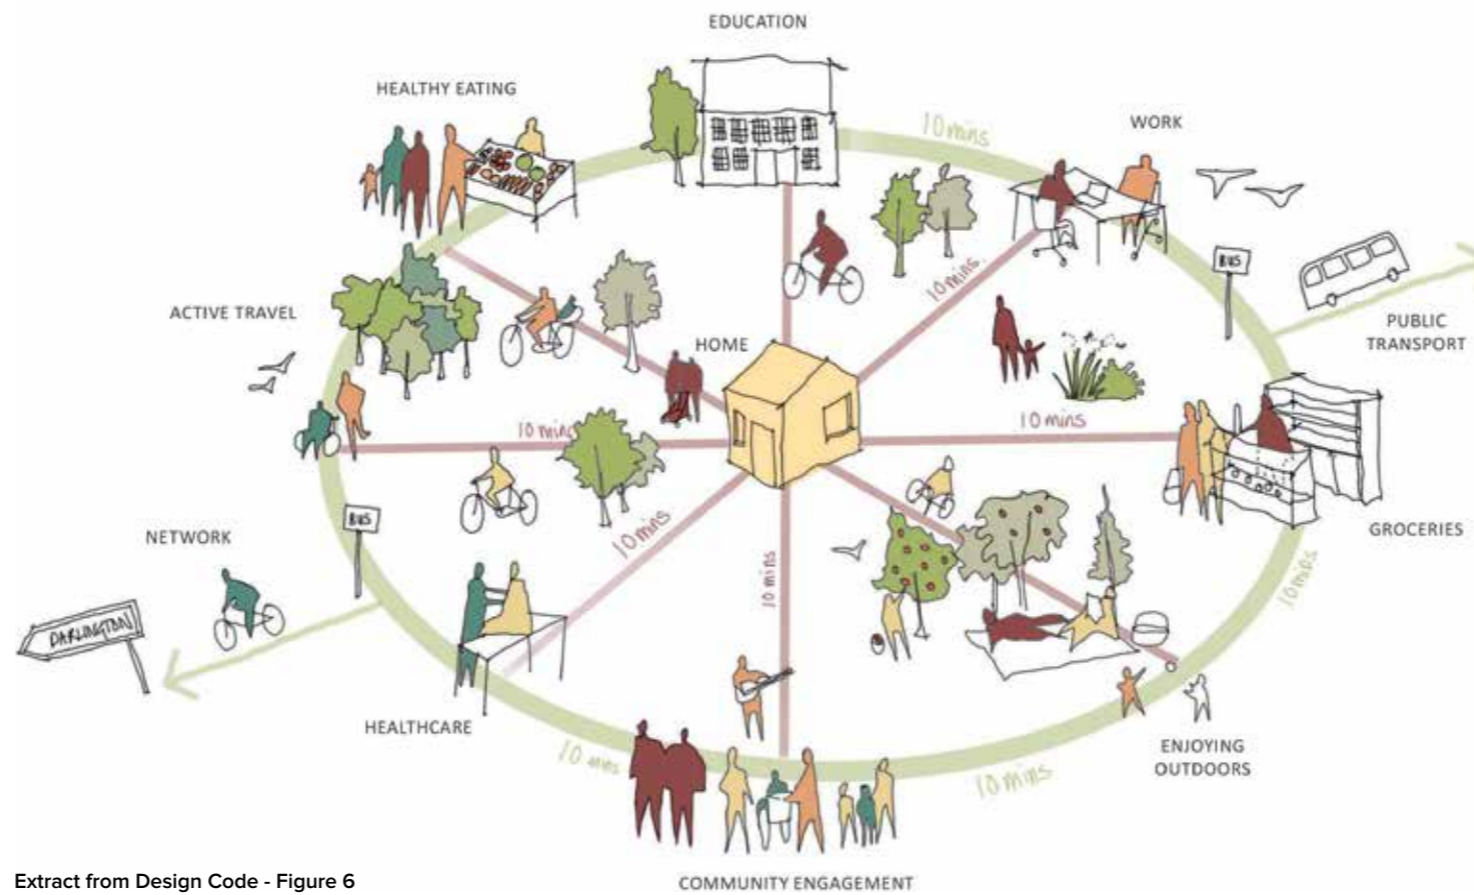 EDUCATION
HEALTHY EATING
10 mins
WORK
10 mins
BUS
ACTIVE TRAVEL
HOME
PUBLIC
TRANSPORT
10 mins
10 mins
BUS
NETWORK
10 mins
GROCERIES
10 mins
10 mins
DARLINGTON
HEALTHCARE
10 mins
ENJOYING
OUTDOORS
10 mins
Extract from Design Code - Figure 6
COMMUNITY ENGAGEMENT